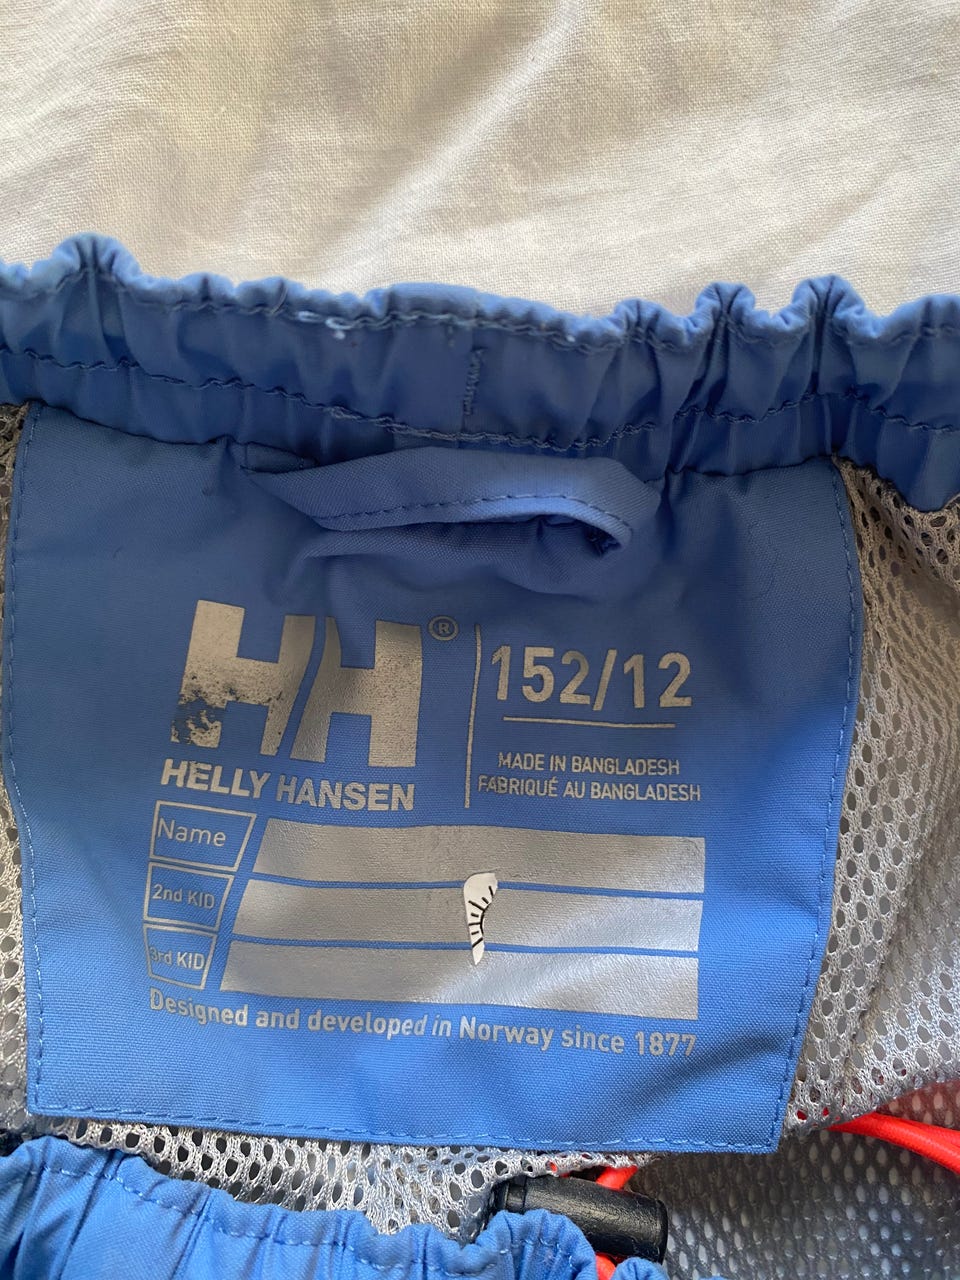 HH®
HELLY HANSEN
152/12
MADE IN BANGLADESH
FABRIQUÉ AU BANGLADESH
Name
2nd KID
3rd KID
Designed and developed in Norway since 1877